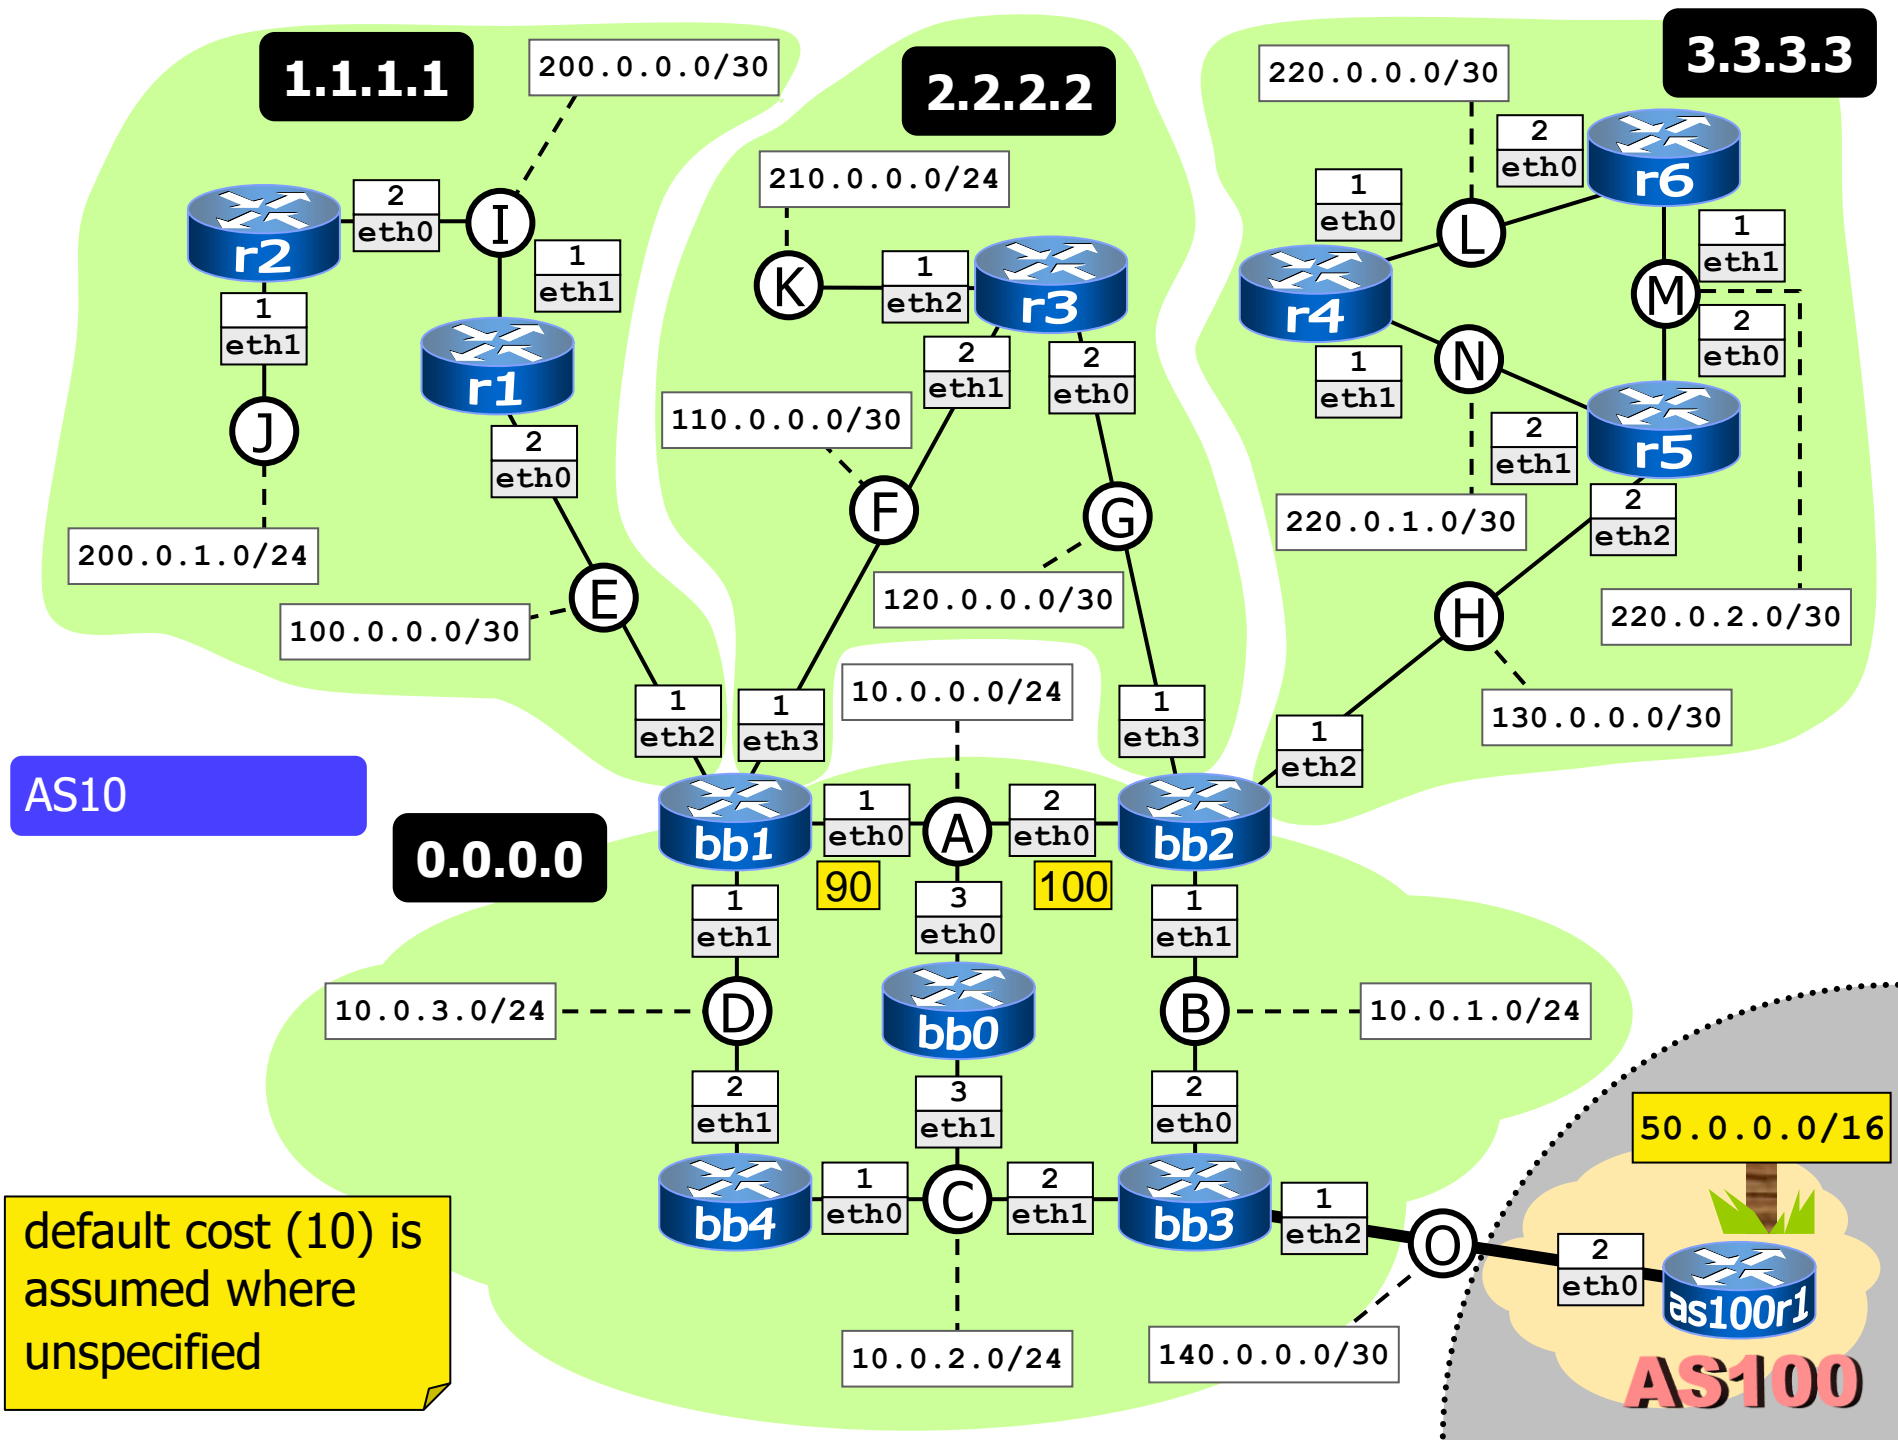 1.1.1.1
200.0.0.0/30
2.2.2.2
220.0.0.0/30
3.3.3.3
2
eth0
r6
210.0.0.0/24
1
eth0
L
2
eth0
I
r2
1
eth1
1
eth1
K
1
eth2
r3
r4
M
1
eth1
2
eth0
J
r1
2
eth1
2
eth0
1
eth1
N
2
eth1
r5
110.0.0.0/30
2
eth0
F
G
220.0.1.0/30
2
eth2
200.0.1.0/24
E
100.0.0.0/30
120.0.0.0/30
H
220.0.2.0/30
10.0.0.0/24
130.0.0.0/30
1
eth2
1
eth3
1
eth3
1
eth2
AS10
0.0.0.0
bb1
1
eth0
A
2
eth0
bb2
90
100
1
eth1
3
eth0
1
eth1
10.0.3.0/24
D
bb0
B
10.0.1.0/24
2
eth1
3
eth1
2
eth0
50.0.0.0/16
bb4
1
eth0
C
2
eth1
bb3
1
eth2
O
2
eth0
as100r1
default cost (10) is
assumed where
unspecified
10.0.2.0/24
140.0.0.0/30
AS100